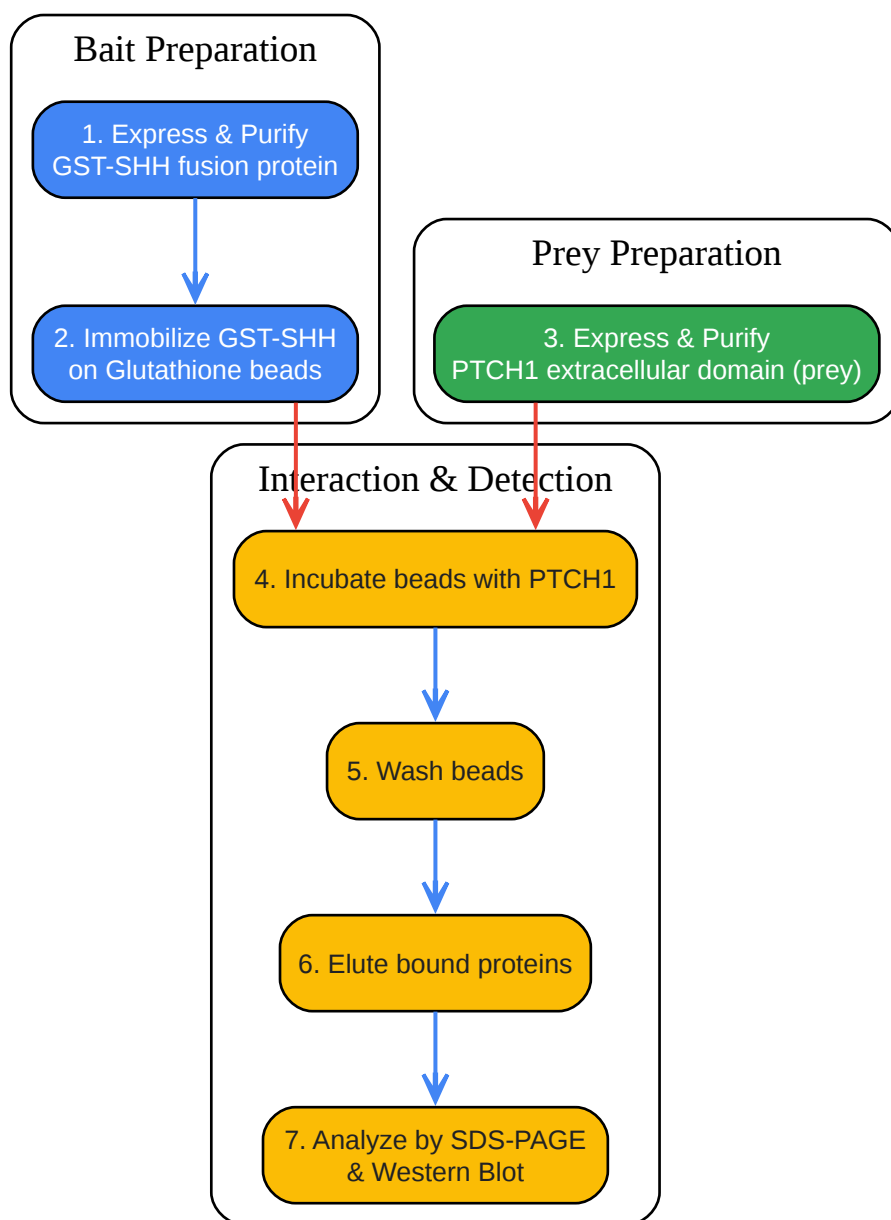 Bait Preparation
1. Express & Purify
GST-SHH fusion protein
2. Immobilize GST-SHH
on Glutathione beads
Prey Preparation
3. Express & Purify
PTCH1 extracellular domain (prey)
Interaction & Detection
4. Incubate beads with PTCH1
5. Wash beads
6. Elute bound proteins
7. Analyze by SDS-PAGE
& Western Blot